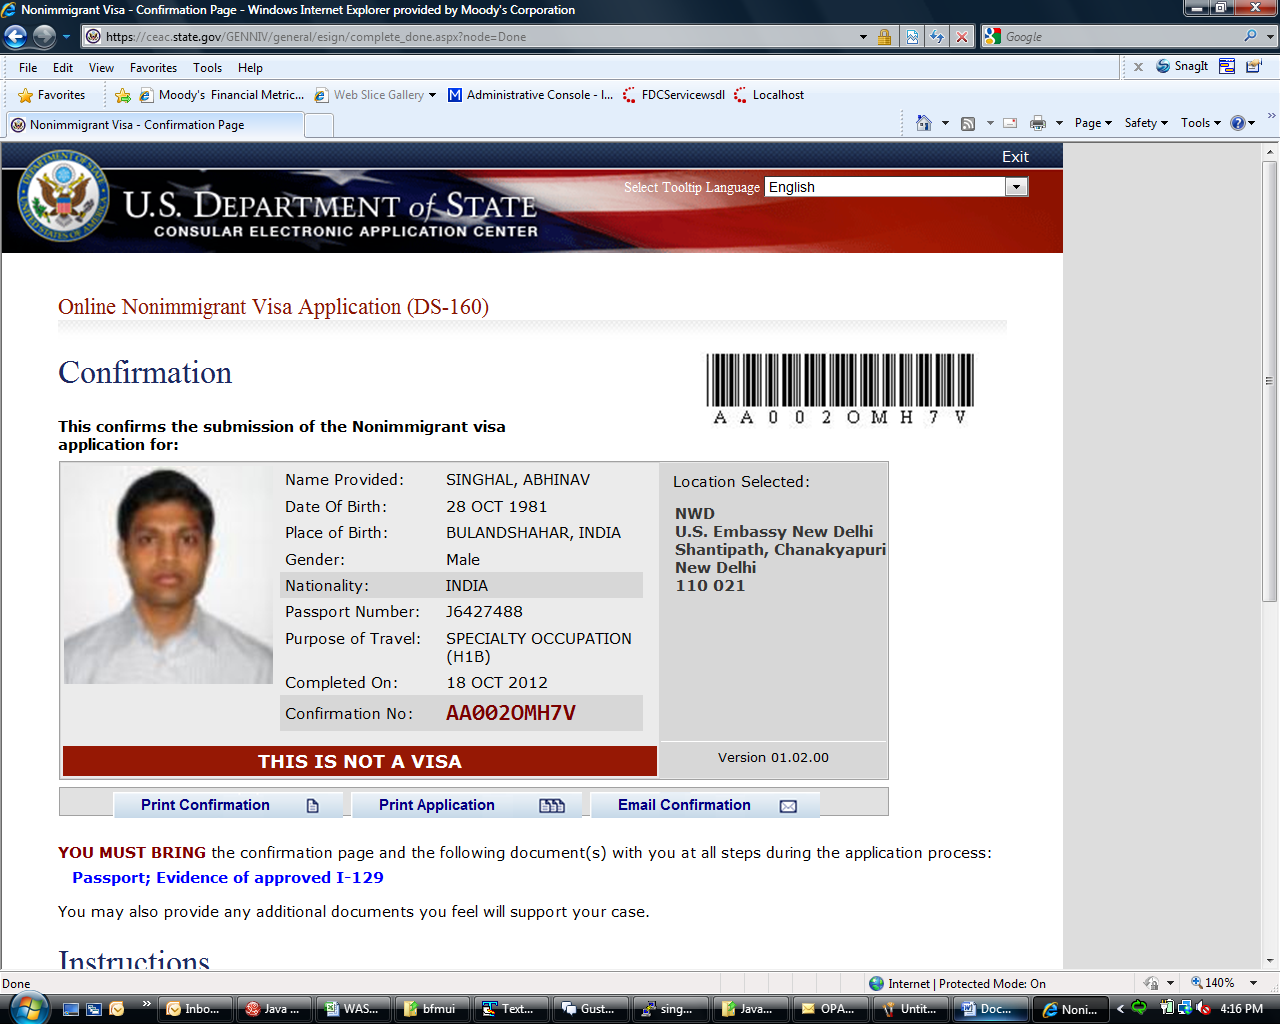 Nonimmigrant Visa - Confirmation Page - Windows Internet Explorer provided by Moody's Corporation
https://ceac.state.gov/GENNIV/general/esign/complete_done.aspx?node=Done
Google
File Edit View Favorites Tools Help
SnagIt
Favorites Moody's Financial Metric... Web Slice Gallery Administrative Console - I... FDCServicewsdl Localhost
Nonimmigrant Visa - Confirmation Page
Page Safety Tools
Exit
Select Tooltip Language English
U.S. DEPARTMENT of STATE
CONSULAR ELECTRONIC APPLICATION CENTER
Online Nonimmigrant Visa Application (DS-160)
Confirmation
AA002OMH7V
This confirms the submission of the Nonimmigrant visa
application for:
Name Provided: SINGHAL, ABHINAV
Date Of Birth: 28 OCT 1981
Place of Birth: BULANDSHAHAR, INDIA
Gender: Male
Nationality: INDIA
Passport Number: J6427488
Purpose of Travel: SPECIALTY OCCUPATION
(H1B)
Completed On: 18 OCT 2012
Confirmation No: AA002OMH7V
THIS IS NOT A VISA
Location Selected:
NWD
U.S. Embassy New Delhi
Shantipath, Chanakyapuri
New Delhi
110 021
Version 01.02.00
Print Confirmation Print Application Email Confirmation
YOU MUST BRING the confirmation page and the following document(s) with you at all steps during the application process:
Passport; Evidence of approved I-129
You may also provide any additional documents you feel will support your case.
Instructions
Done
Internet | Protected Mode: On
140%
Inbo... Java ... WAS... bfmui Text... Gust... sing... Java... OPA... Untit... Doc... Noni...
4:16 PM